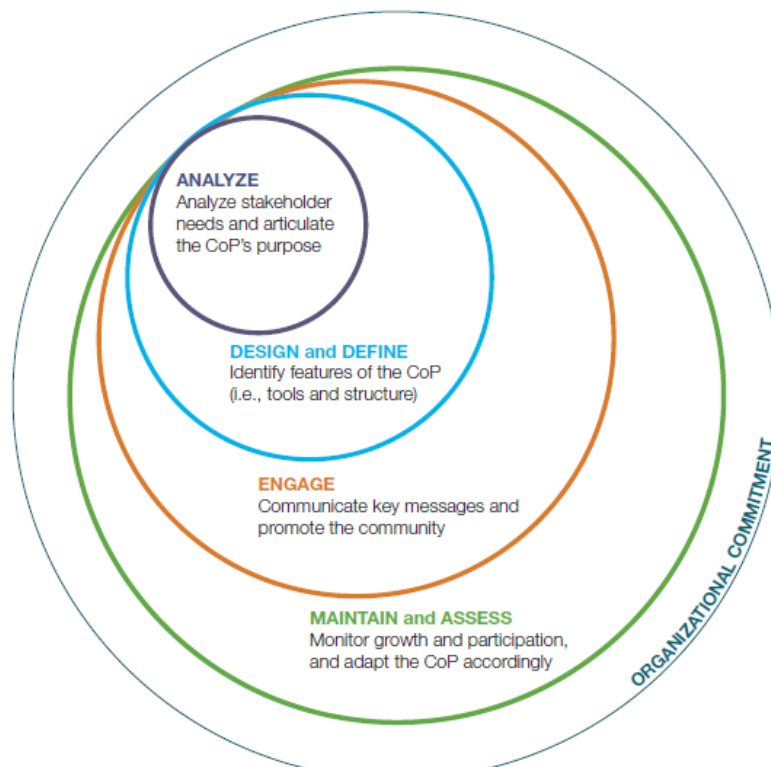 ANALYZE
Analyze stakeholder
needs and articulate
the CoP's purpose
DESIGN and DEFINE
Identify features of the CoP
(i.e., tools and structure)
ENGAGE
Communicate key messages and
promote the community
MAINTAIN and ASSESS
Monitor growth and participation,
and adapt the CoP accordingly
ORGANIZATIONAL COMMITMENT